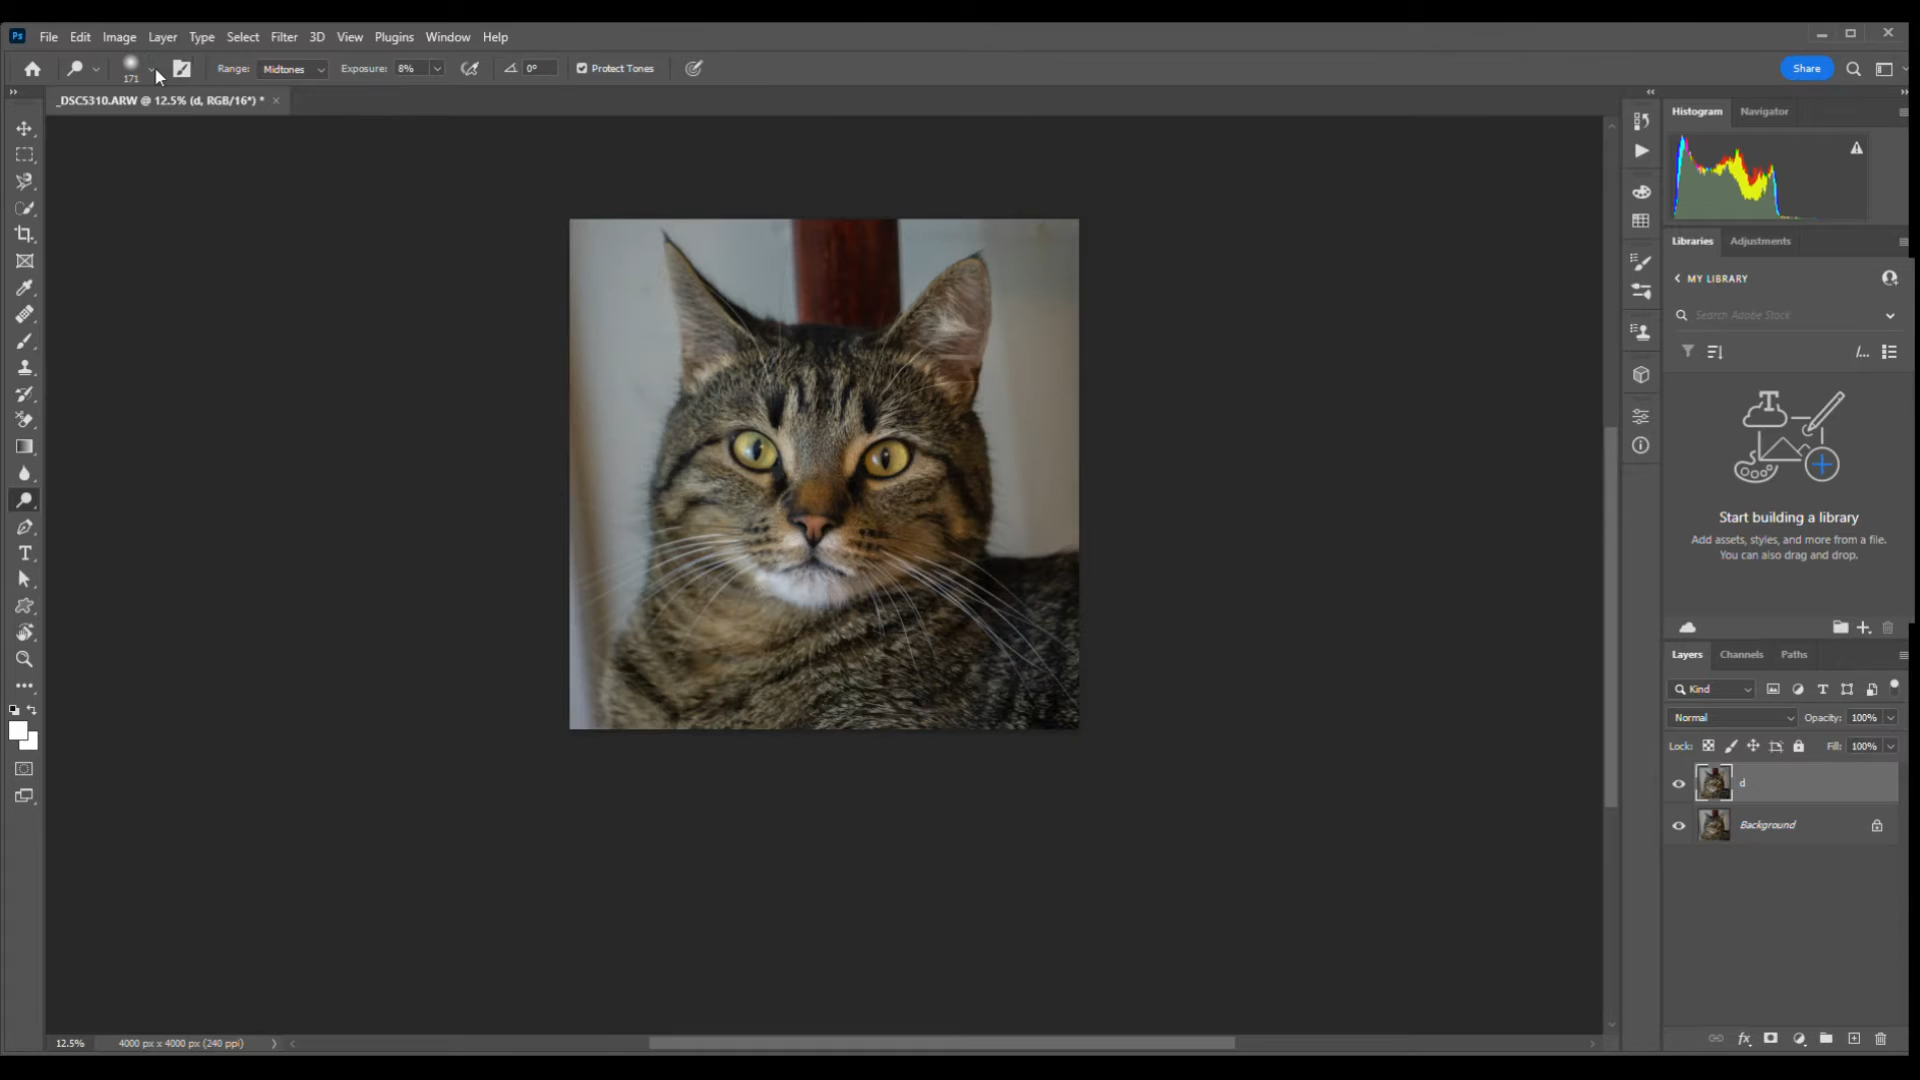 Ps File Edit Image Layer Type Select Filter 3D View Plugins Window Help
171 Range: Midtones Exposure: 8% 0° Protect Tones Share
_DSC5310.ARW @ 12.5% (d, RGB/16*) *
Histogram Navigator
Libraries Adjustments
MY LIBRARY
Search Adobe Stock
/...
T
Start building a library
Add assets, styles, and more from a file.
You can also drag and drop.
Layers Channels Paths
Kind
Normal Opacity: 100%
Lock: Fill: 100%
d
Background
fx
12.5% 4000 px x 4000 px (240 ppi)